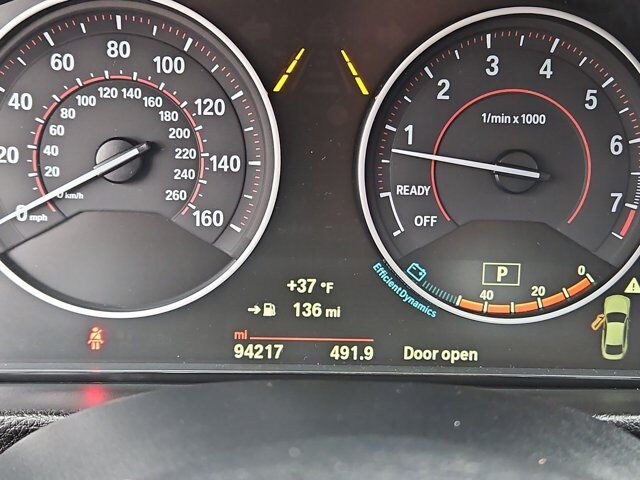 20
40
60
80
100
120
140
160
0 mph
0 km/h
20
40
60
80
100
120
140
160
180
200
220
240
260
1
2
3
4
5
6
7
1/min x 1000
READY
OFF
P
40
20
0
EfficientDynamics
+37 °F
136 mi
mi
94217 491.9 Door open